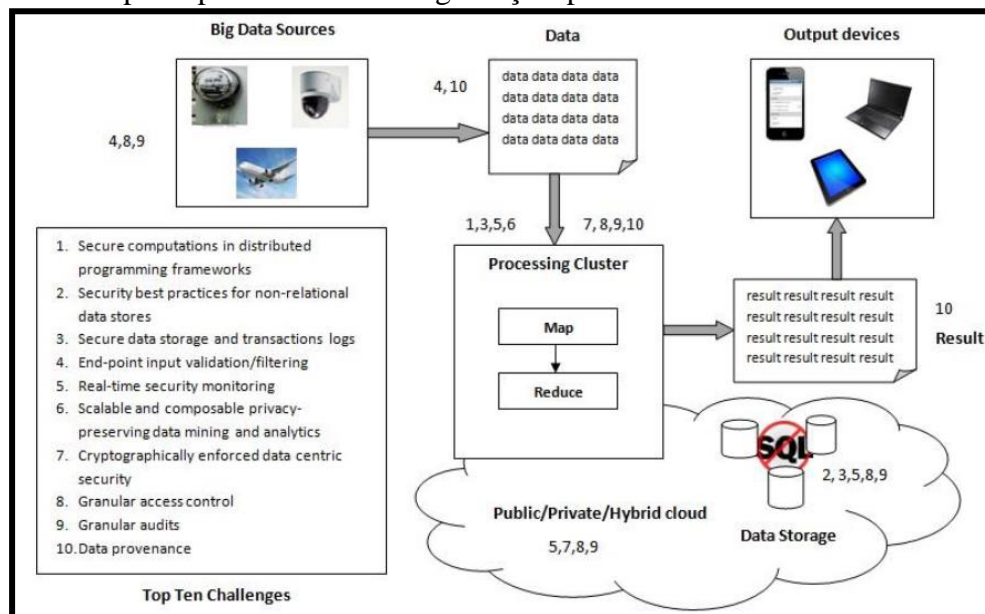 Big Data Sources
Data
Output devices
4,8,9
4, 10
data data data data
data data data data
data data data data
data data data data
1,3,5,6
7, 8,9,10
1. Secure computations in distributed
programming frameworks
2. Security best practices for non-relational
data stores
3. Secure data storage and transactions logs
4. End-point input validation/filtering
5. Real-time security monitoring
6. Scalable and composable privacy-
preserving data mining and analytics
7. Cryptographically enforced data centric
security
8. Granular access control
9. Granular audits
10. Data provenance
Top Ten Challenges
Processing Cluster
Map
Reduce
result result result result
result result result result
result result result result
result result result result
10
Result
SQL
2, 3,5,8,9
Public/Private/Hybrid cloud
5,7,8,9
Data Storage